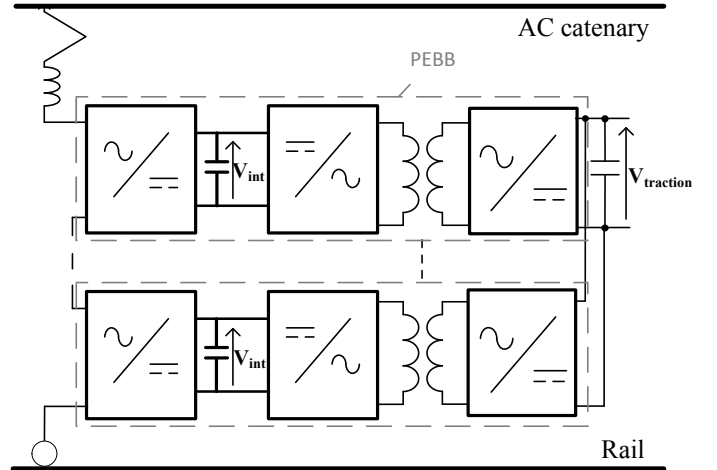 AC catenary
PEBB
V_int
V_traction
V_int
Rail